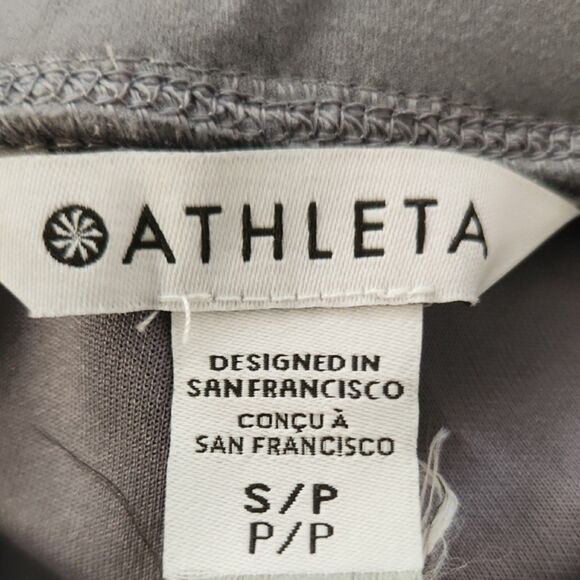 ATHLETA
DESIGNED IN
SAN FRANCISCO
CONÇU À
SAN FRANCISCO
S/P
P/P